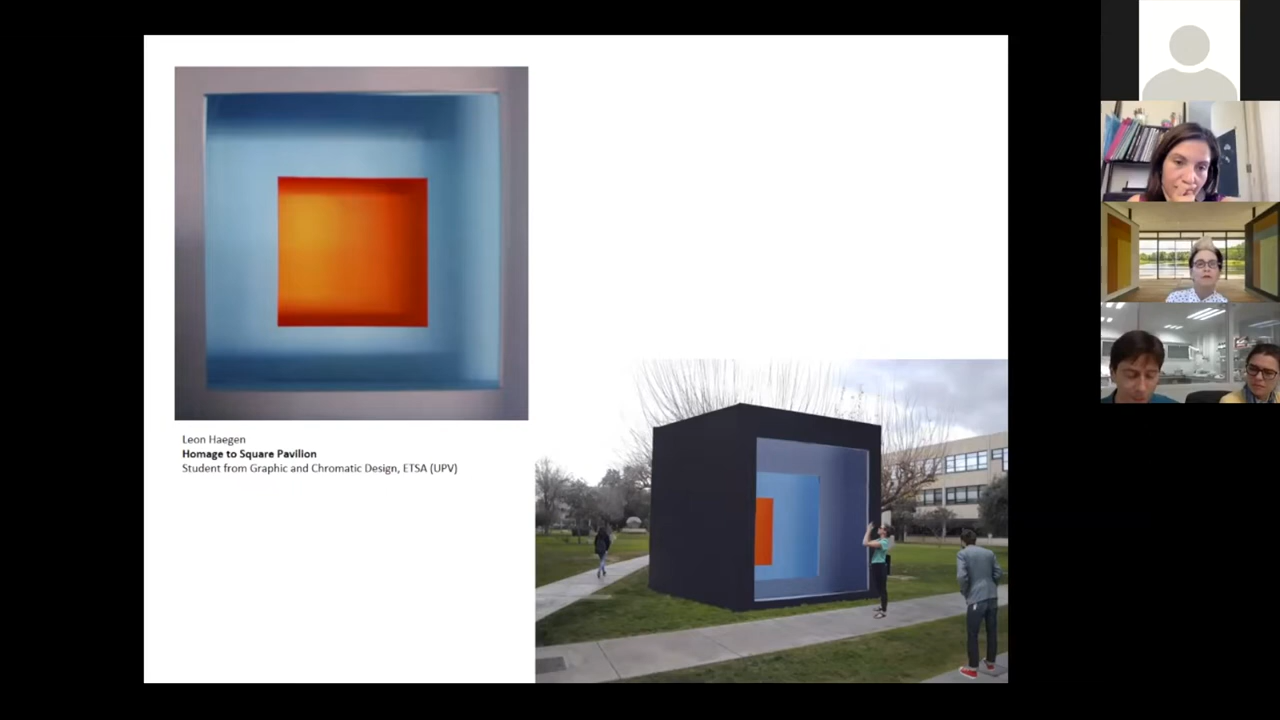 Leon Haegen
Homage to Square Pavilion
Student from Graphic and Chromatic Design, ETSA (UPV)